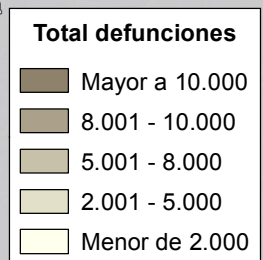 Total defunciones
Mayor a 10.000
8.001 - 10.000
5.001 - 8.000
2.001 - 5.000
Menor de 2.000